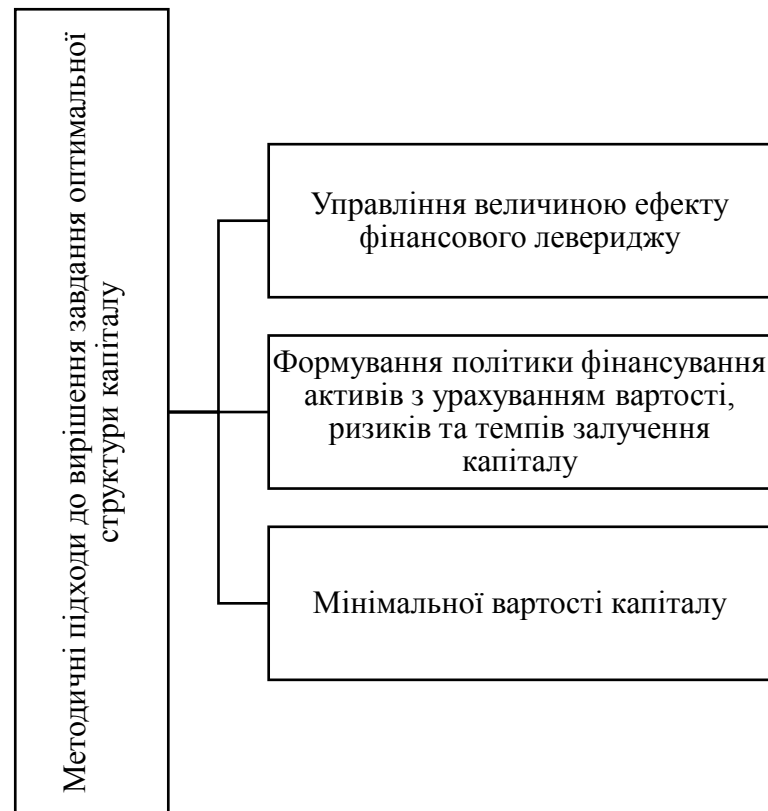 Методичні підходи до вирішення завдання оптимальної
структури капіталу
Управління величиною ефекту
фінансового левериджу
Формування політики фінансування
активів з урахуванням вартості,
ризиків та темпів залучення
капіталу
Мінімальної вартості капіталу